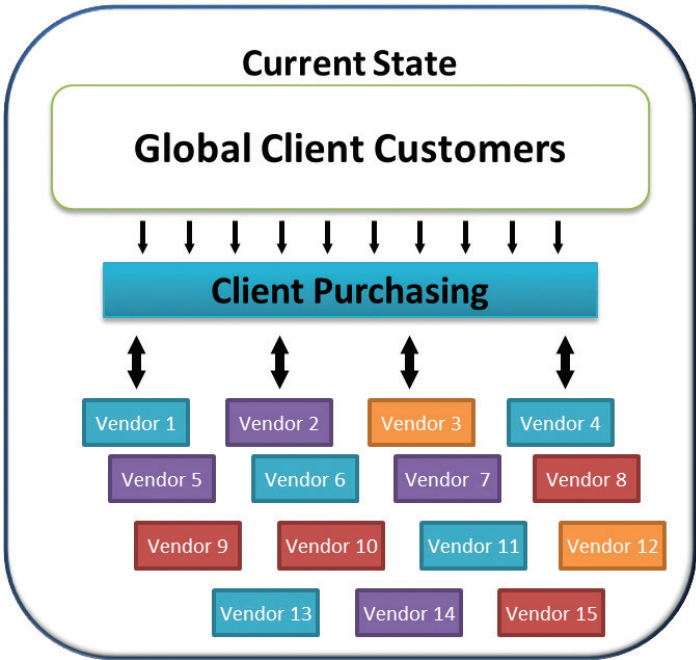 Current State
Global Client Customers
Client Purchasing
Vendor 1
Vendor 2
Vendor 3
Vendor 4
Vendor 5
Vendor 6
Vendor 7
Vendor 8
Vendor 9
Vendor 10
Vendor 11
Vendor 12
Vendor 13
Vendor 14
Vendor 15